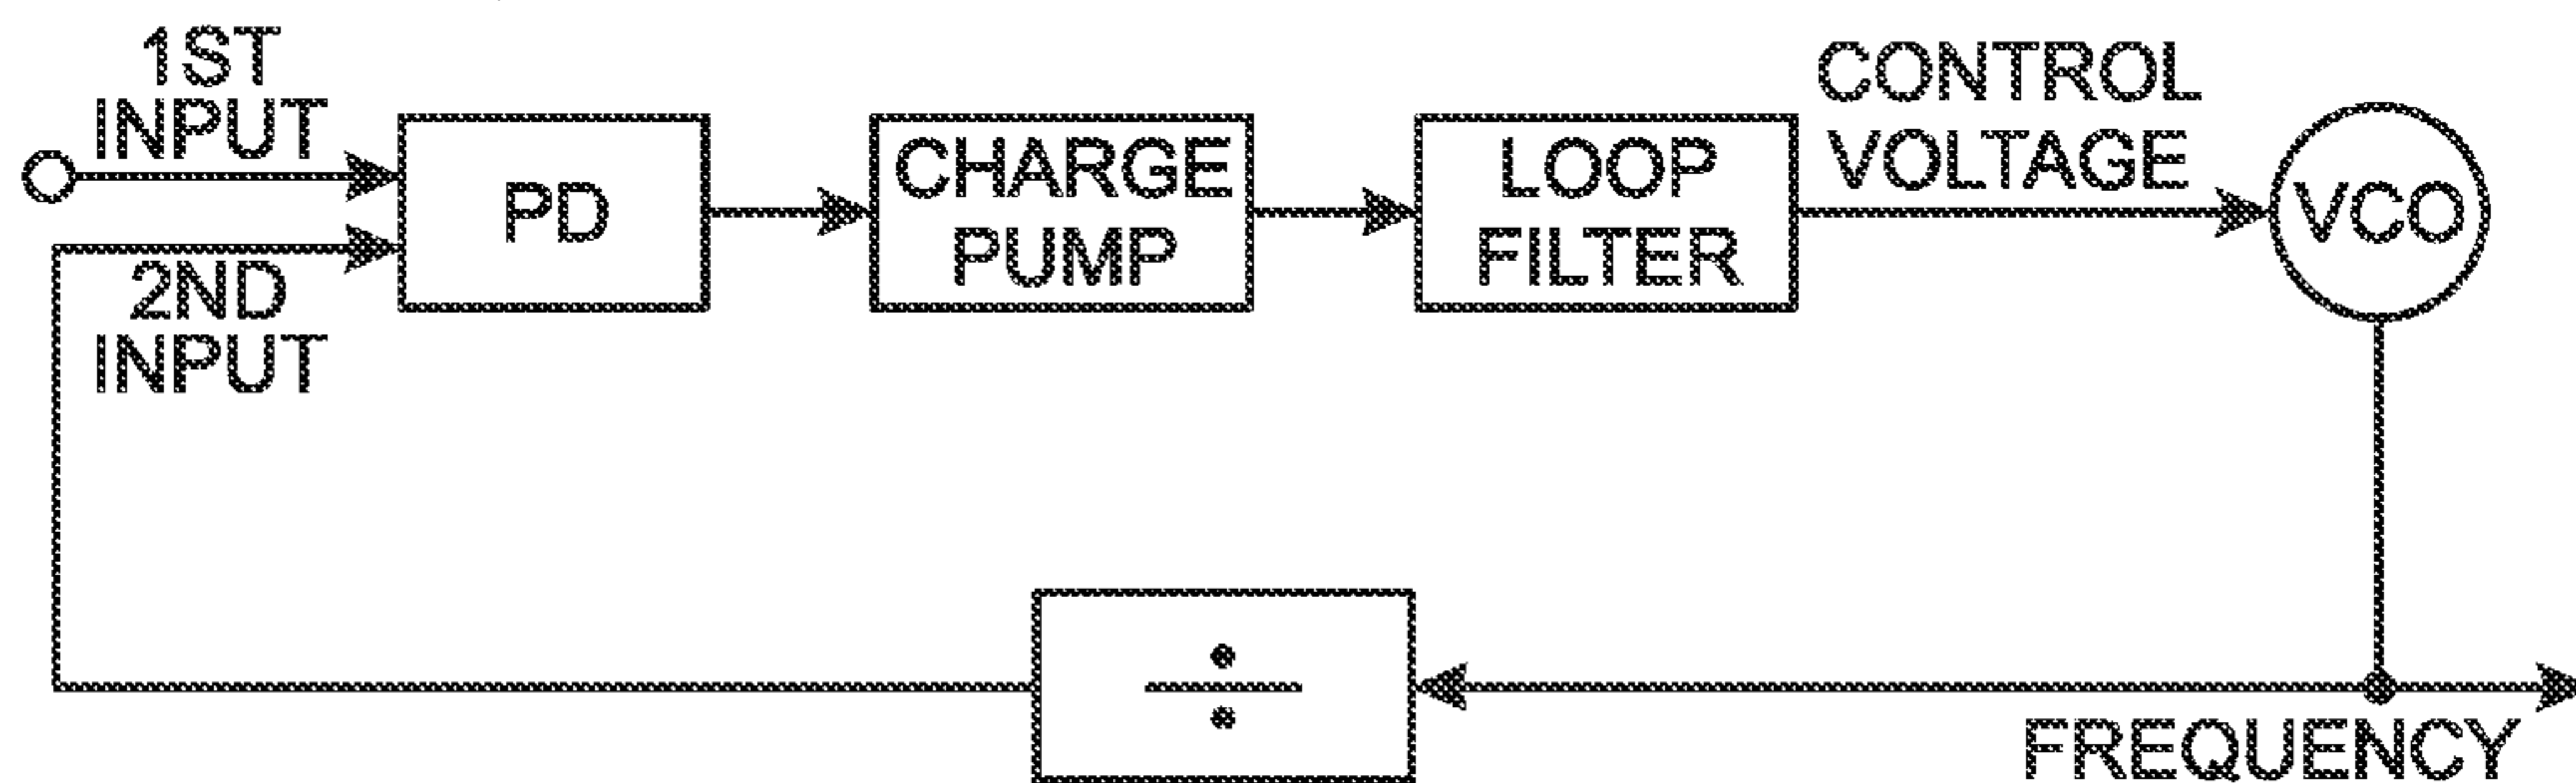 1ST
INPUT
2ND
INPUT
PD
CHARGE
PUMP
LOOP
FILTER
CONTROL
VOLTAGE
VCO
÷
FREQUENCY